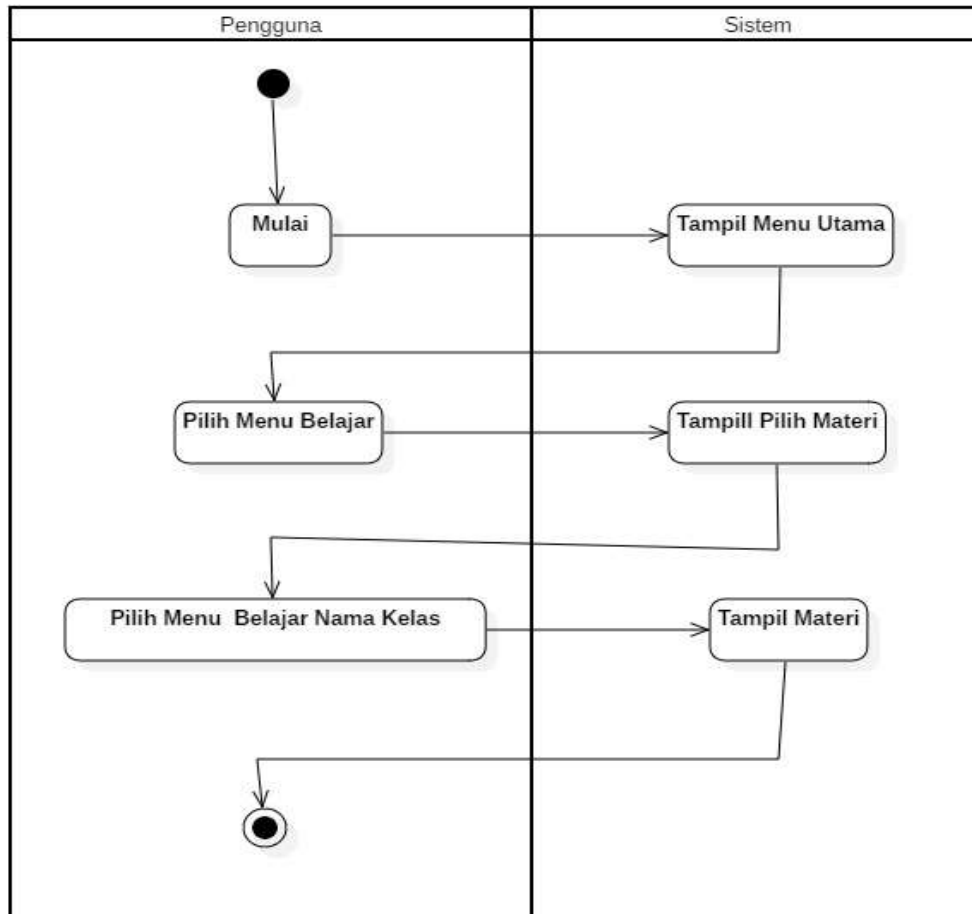 Pengguna
Sistem
Mulai
Tampil Menu Utama
Pilih Menu Belajar
Tampill Pilih Materi
Pilih Menu  Belajar Nama Kelas
Tampil Materi